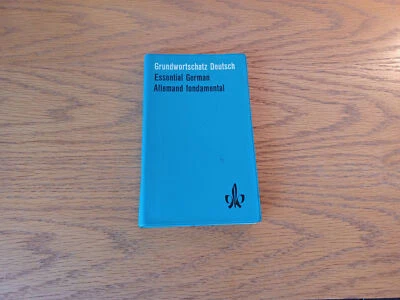 Grundwortschatz Deutsch
Essential German
Allemand fondamental